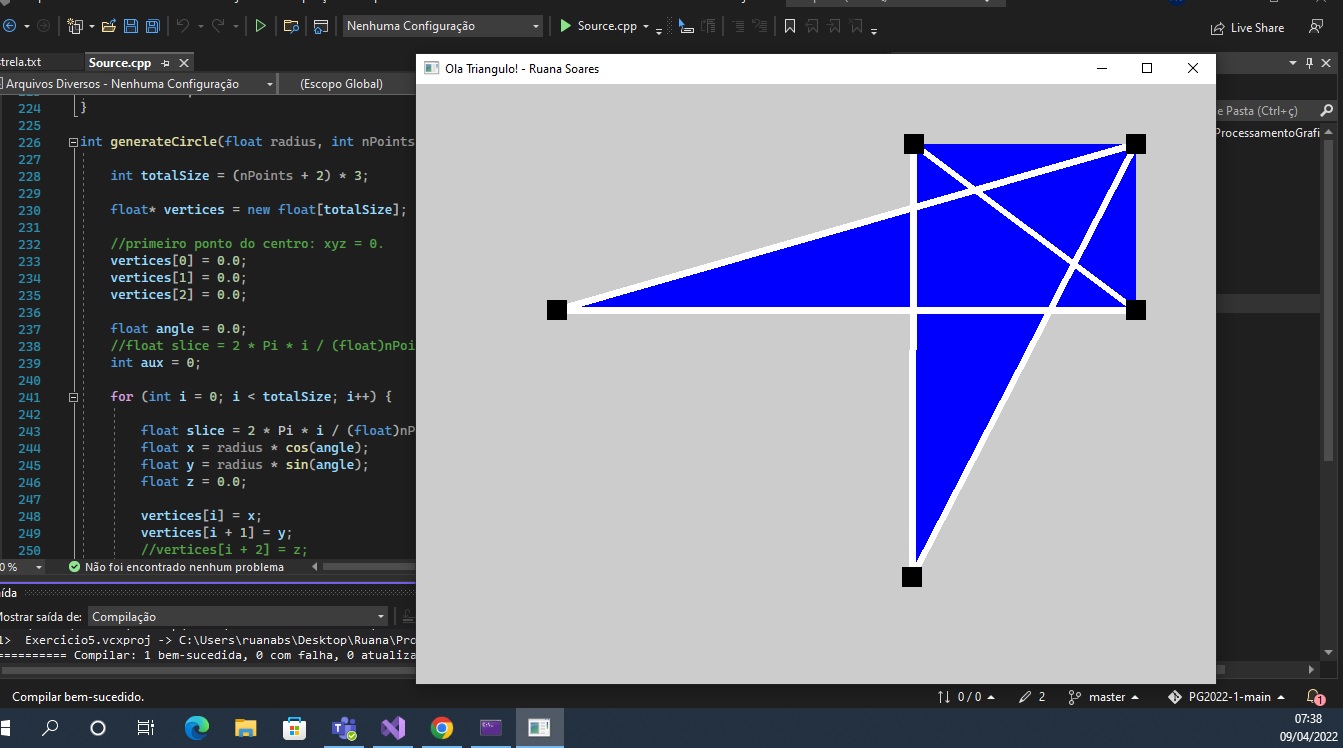 Nenhuma Configuração
Source.cpp
Live Share
trela.txt
Source.cpp
Arquivos Diversos - Nenhuma Configuração
(Escopo Global)
Ola Triangulo! - Ruana Soares
e Pasta (Ctrl+ç)
ProcessamentoGrafi
224 }
225
226 int generateCircle(float radius, int nPoints
227
228 int totalSize = (nPoints + 2) * 3;
229
230 float* vertices = new float[totalSize];
231
232 //primeiro ponto do centro: xyz = 0.
233 vertices[0] = 0.0;
234 vertices[1] = 0.0;
235 vertices[2] = 0.0;
236
237 float angle = 0.0;
238 //float slice = 2 * Pi * i / (float)nPoi
239 int aux = 0;
240
241 for (int i = 0; i < totalSize; i++) {
242
243 float slice = 2 * Pi * i / (float)nP
244 float x = radius * cos(angle);
245 float y = radius * sin(angle);
246 float z = 0.0;
247
248 vertices[i] = x;
249 vertices[i + 1] = y;
250 //vertices[i + 2] = z;
0 %
Não foi encontrado nenhum problema
ída
Mostrar saída de:
Compilação
1> Exercicio5.vcxproj -> C:\Users\ruanabs\Desktop\Ruana\Pro
========== Compilar: 1 bem-sucedida, 0 com falha, 0 atualiza
Compilar bem-sucedido.
0 / 0
2
master
PG2022-1-main
1
07:38
09/04/2022